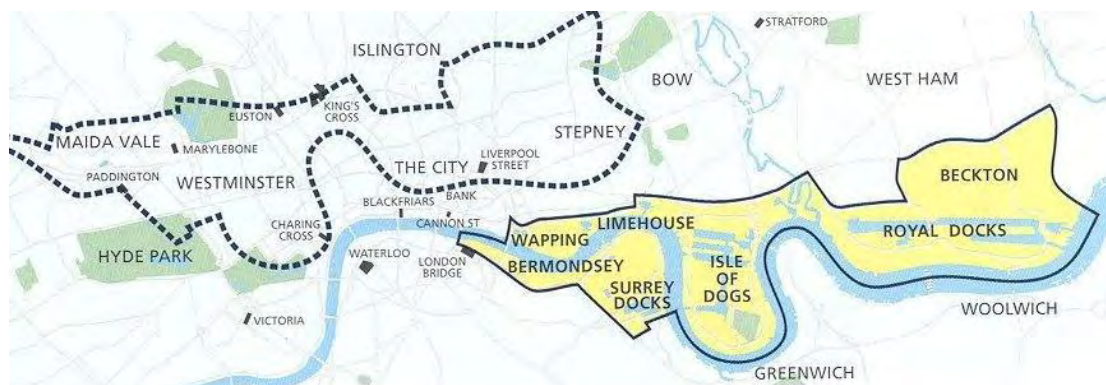 STRATFORD
ISLINGTON
BOW
WEST HAM
KING'S
CROSS
EUSTON
MAIDA VALE
MARYLEBONE
STEPNEY
LIVERPOOL
STREET
THE CITY
PADDINGTON
WESTMINSTER
BECKTON
BANK
BLACKFRIARS
CANNON ST
CHARING
CROSS
LIMEHOUSE
WAPPING
ROYAL DOCKS
HYDE PARK
WATERLOO
LONDON
BRIDGE
BERMONDSEY
ISLE
OF
DOGS
SURREY
DOCKS
WOOLWICH
VICTORIA
GREENWICH